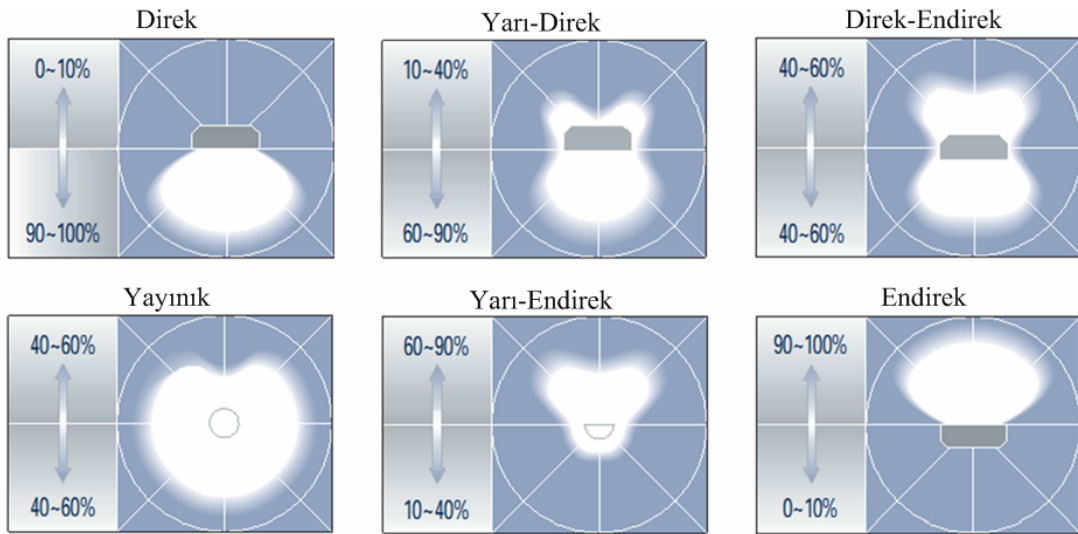 Direk
0~10%
90~100%
Yarı-Direk
10~40%
60~90%
Direk-Endirek
40~60%
40~60%
Yayınık
40~60%
40~60%
Yarı-Endirek
60~90%
10~40%
Endirek
90~100%
0~10%